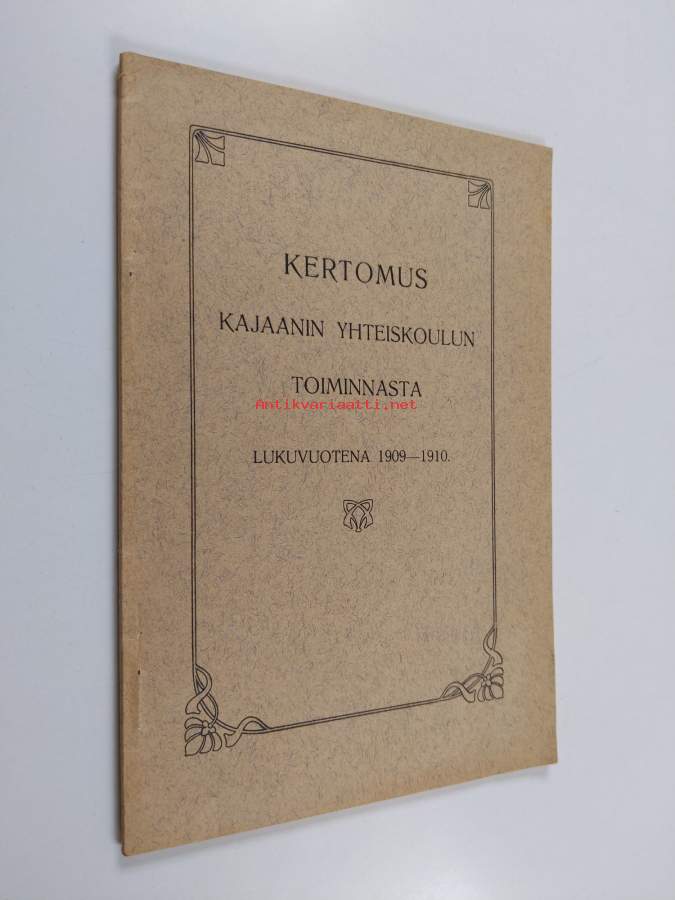 KERTOMUS
KAJAANIN YHTEISKOULUN
TOIMINNASTA
Antikvariaatti.net
LUKUVUOTENA 1909—1910.